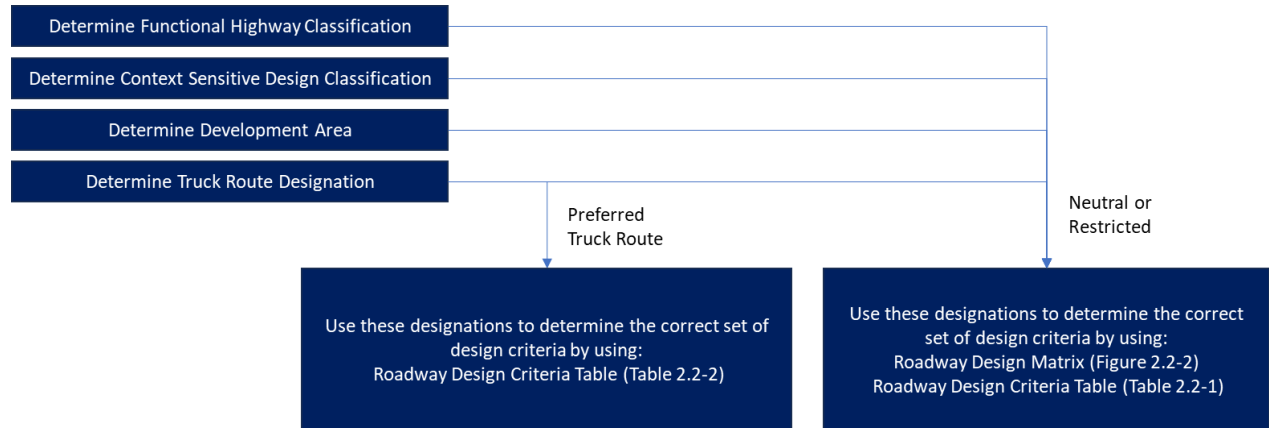 Determine Functional Highway Classification
Determine Context Sensitive Design Classification
Determine Development Area
Determine Truck Route Designation
Preferred
Truck Route
Neutral or
Restricted
Use these designations to determine the correct set of
design criteria by using:
Roadway Design Criteria Table (Table 2.2-2)
Use these designations to determine the correct
set of design criteria by using:
Roadway Design Matrix (Figure 2.2-2)
Roadway Design Criteria Table (Table 2.2-1)